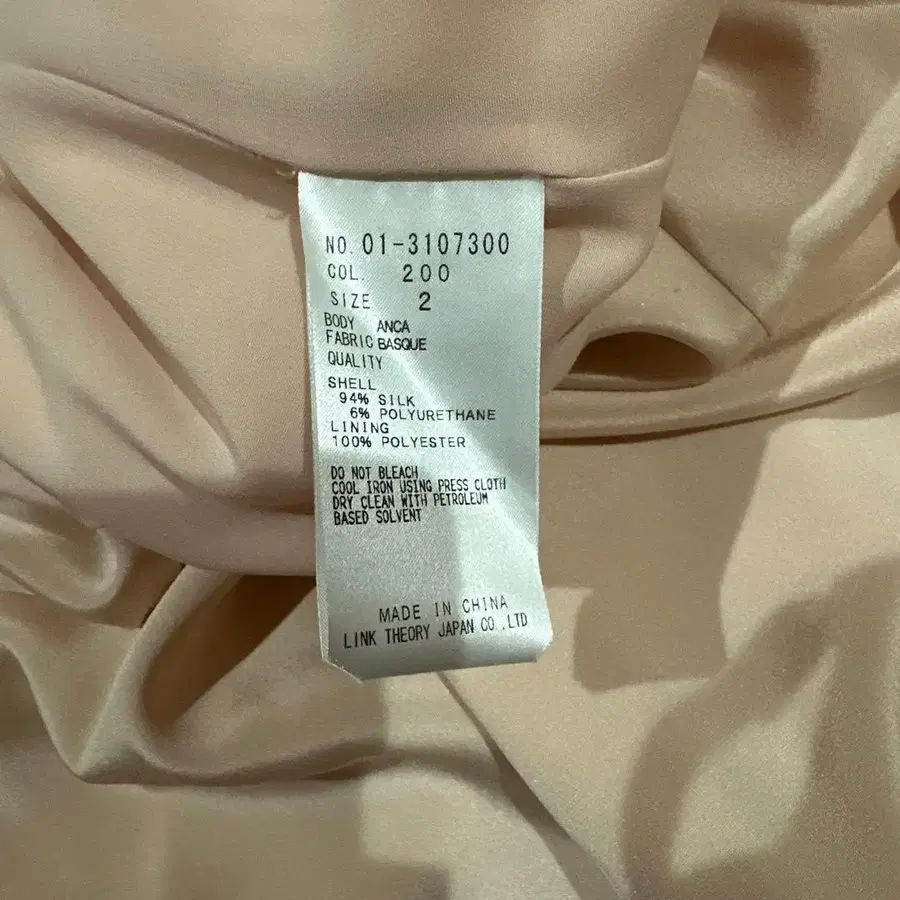 NO. 01-3107300
COL. 200
SIZE 2
BODY ANCA
FABRIC BASQUE
QUALITY
SHELL
94% SILK
6% POLYURETHANE
LINING
100% POLYESTER
DO NOT BLEACH
COOL IRON USING PRESS CLOTH
DRY CLEAN WITH PETROLEUM
BASED SOLVENT
MADE IN CHINA
LINK THEORY JAPAN CO.,LTD